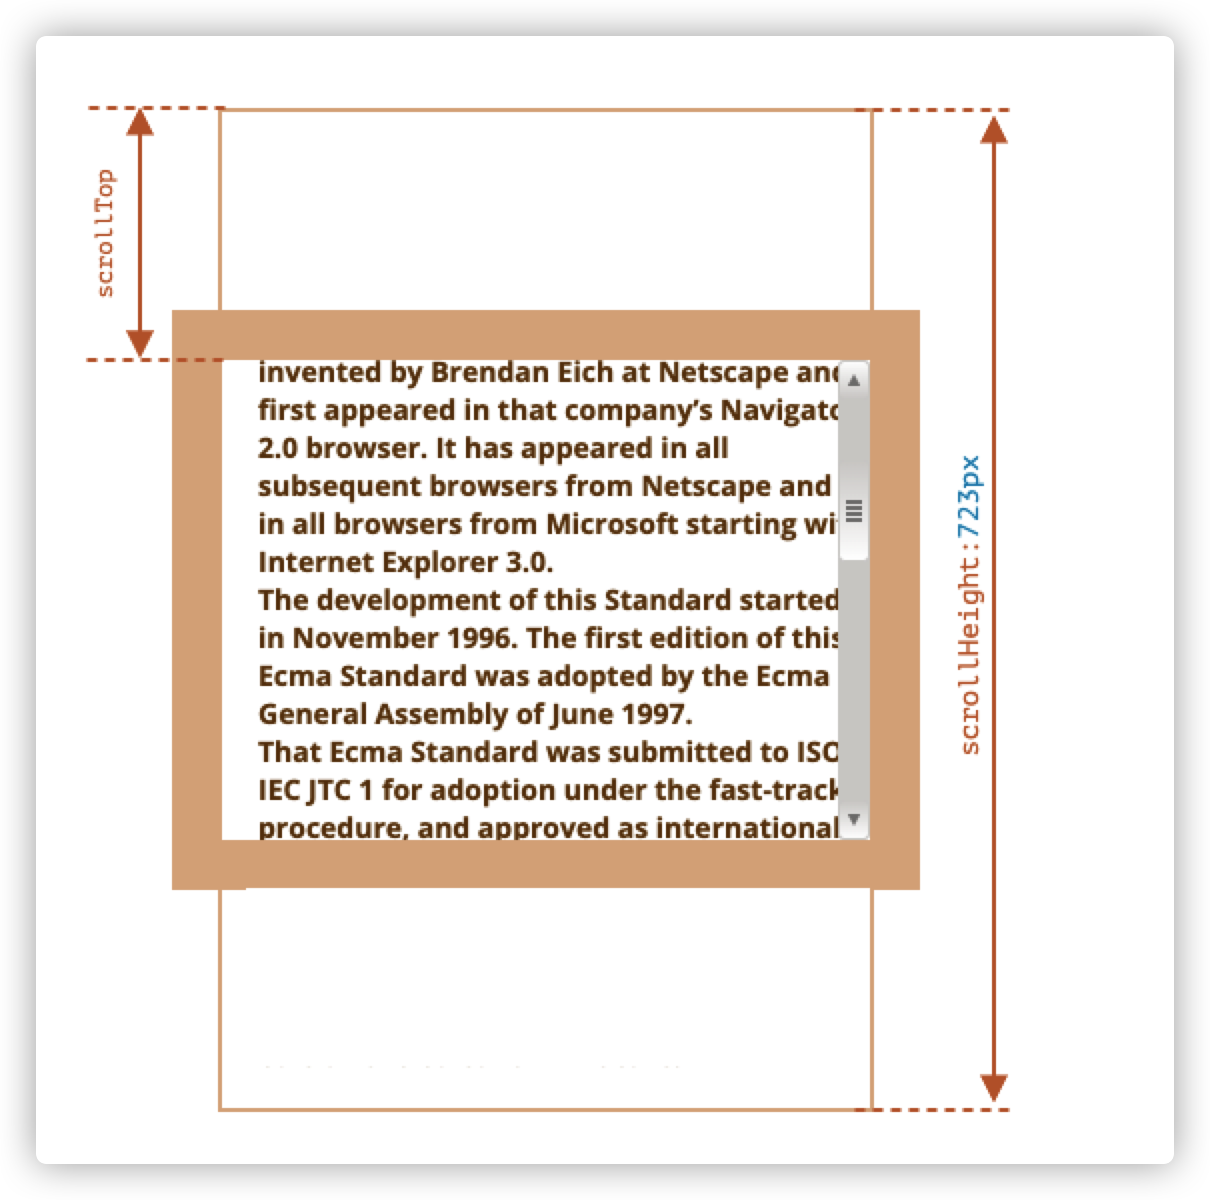 scrollTop
invented by Brendan Eich at Netscape and
first appeared in that company’s Navigato
2.0 browser. It has appeared in all
subsequent browsers from Netscape and
in all browsers from Microsoft starting wi
Internet Explorer 3.0.
The development of this Standard started
in November 1996. The first edition of this
Ecma Standard was adopted by the Ecma
General Assembly of June 1997.
That Ecma Standard was submitted to ISO
IEC JTC 1 for adoption under the fast-track
procedure, and approved as international
scrollHeight:723px